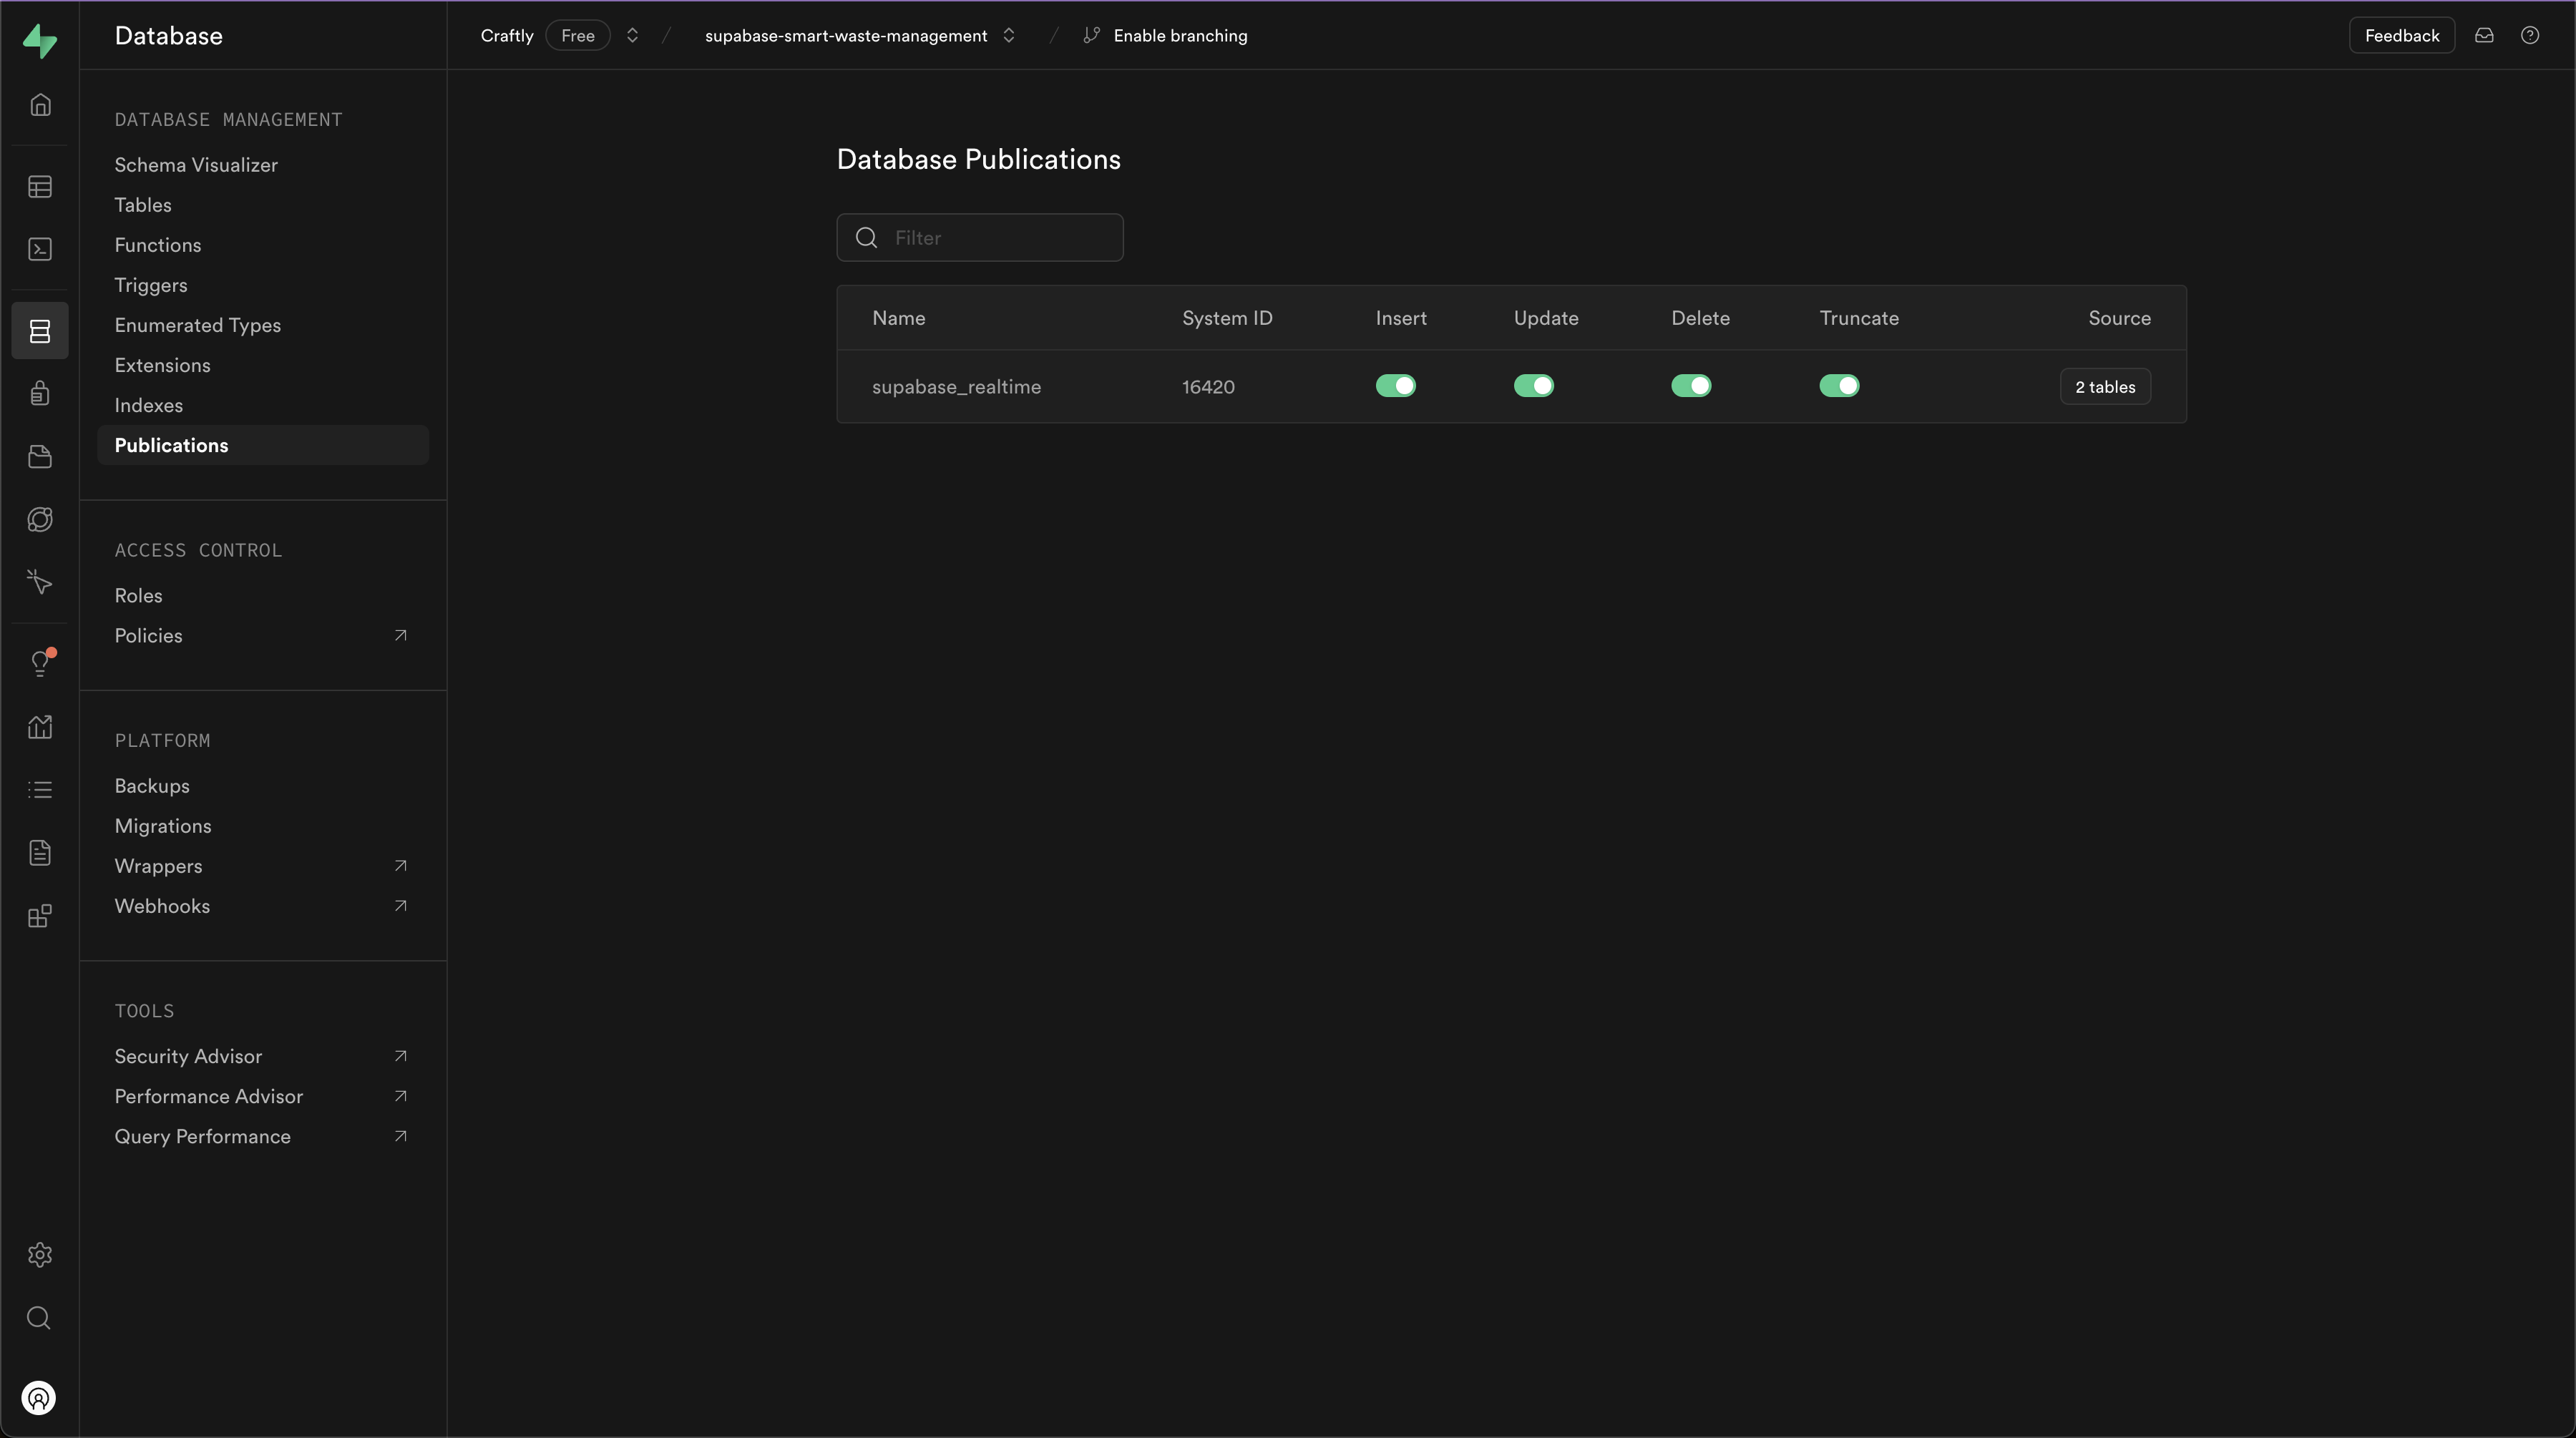 Database
Craftly Free / supabase-smart-waste-management / Enable branching
Feedback
DATABASE MANAGEMENT
Schema Visualizer
Tables
Functions
Triggers
Enumerated Types
Extensions
Indexes
Publications
ACCESS CONTROL
Roles
Policies
PLATFORM
Backups
Migrations
Wrappers
Webhooks
TOOLS
Security Advisor
Performance Advisor
Query Performance
Database Publications
Filter
Name System ID Insert Update Delete Truncate Source
supabase_realtime 16420 2 tables